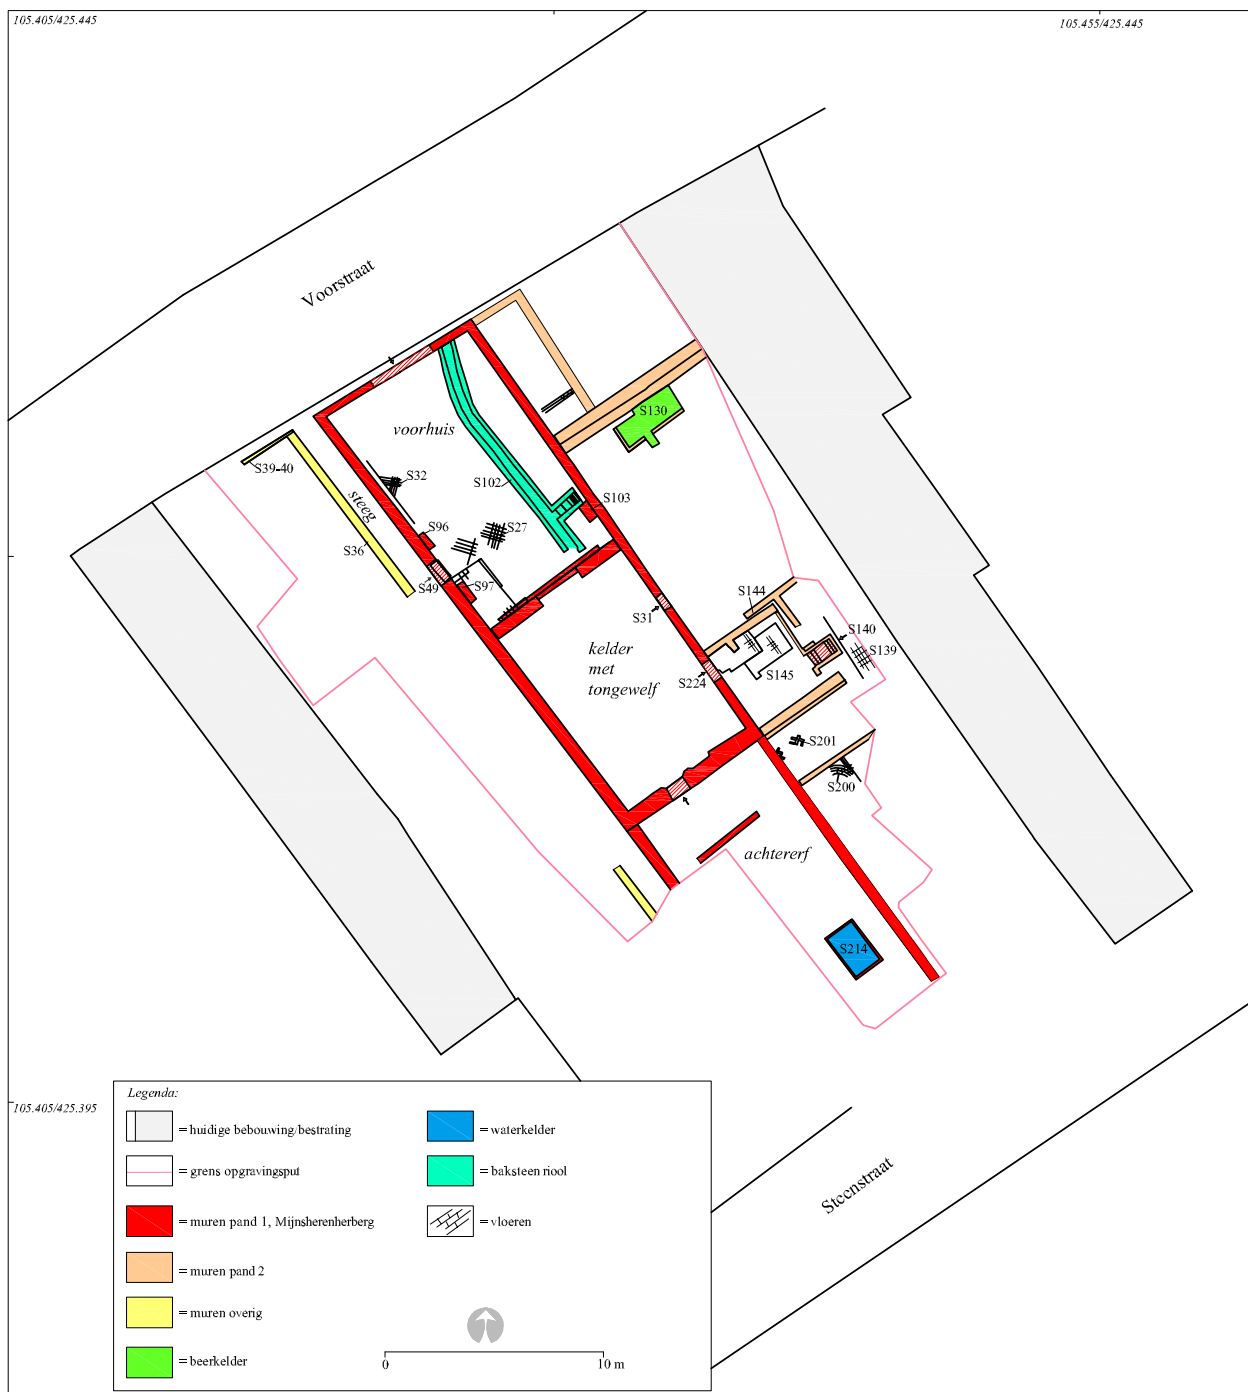 105.405/425.445
105.455/425.445
Voorstraat
voorhuis
S130
S39-40
S32
S102
S103
steeg
S96
S27
S36
S49
S97
S31
S144
S140
S139
kelder
met
tongewelf
S145
S224
S201
S200
achtererf
S214
105.405/425.395
Steenstraat
Legenda:
= huidige bebouwing/bestrating
= grens opgravingsput
= muren pand 1, Mijnsherenherberg
= muren pand 2
= muren overig
= beerkelder
= waterkelder
= baksteen riool
= vloeren
0
10 m